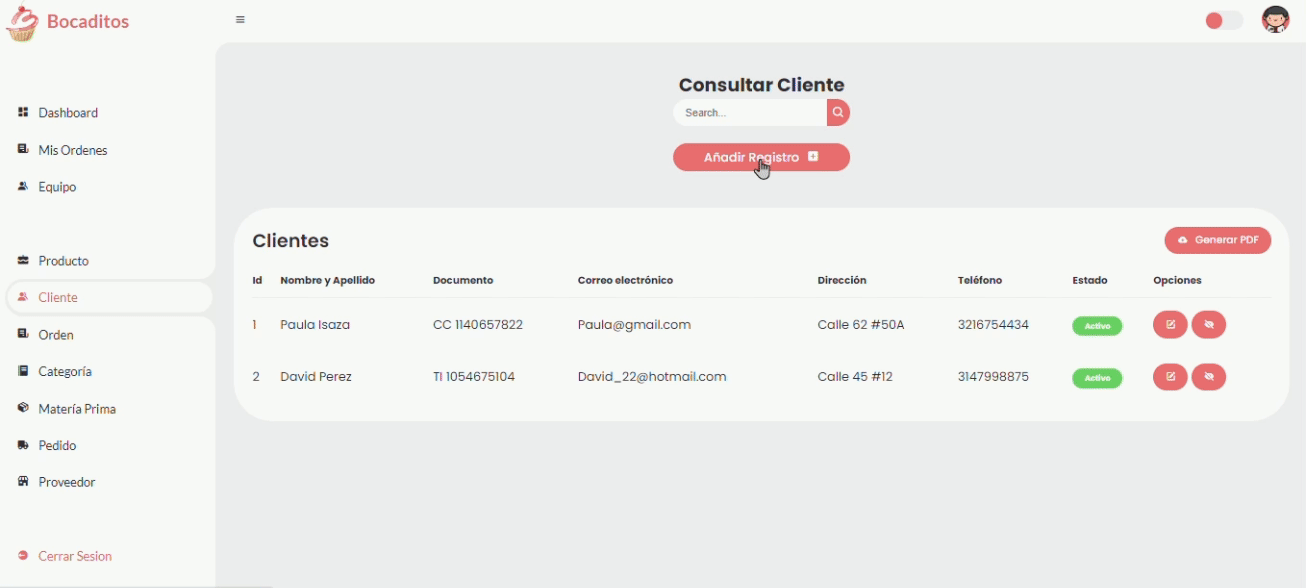 Bocaditos
Dashboard
Mis Ordenes
Equipo
Producto
Cliente
Orden
Categoría
Matería Prima
Pedido
Proveedor
Cerrar Sesion
Consultar Cliente
Search...
Añadir Registro
Clientes
Generar PDF
Id Nombre y Apellido Documento Correo electrónico Dirección Teléfono Estado Opciones
1 Paula Isaza CC 1140657822 Paula@gmail.com Calle 62 #50A 3216754434 Activo
2 David Perez TI 1054675104 David_22@hotmail.com Calle 45 #12 3147998875 Activo